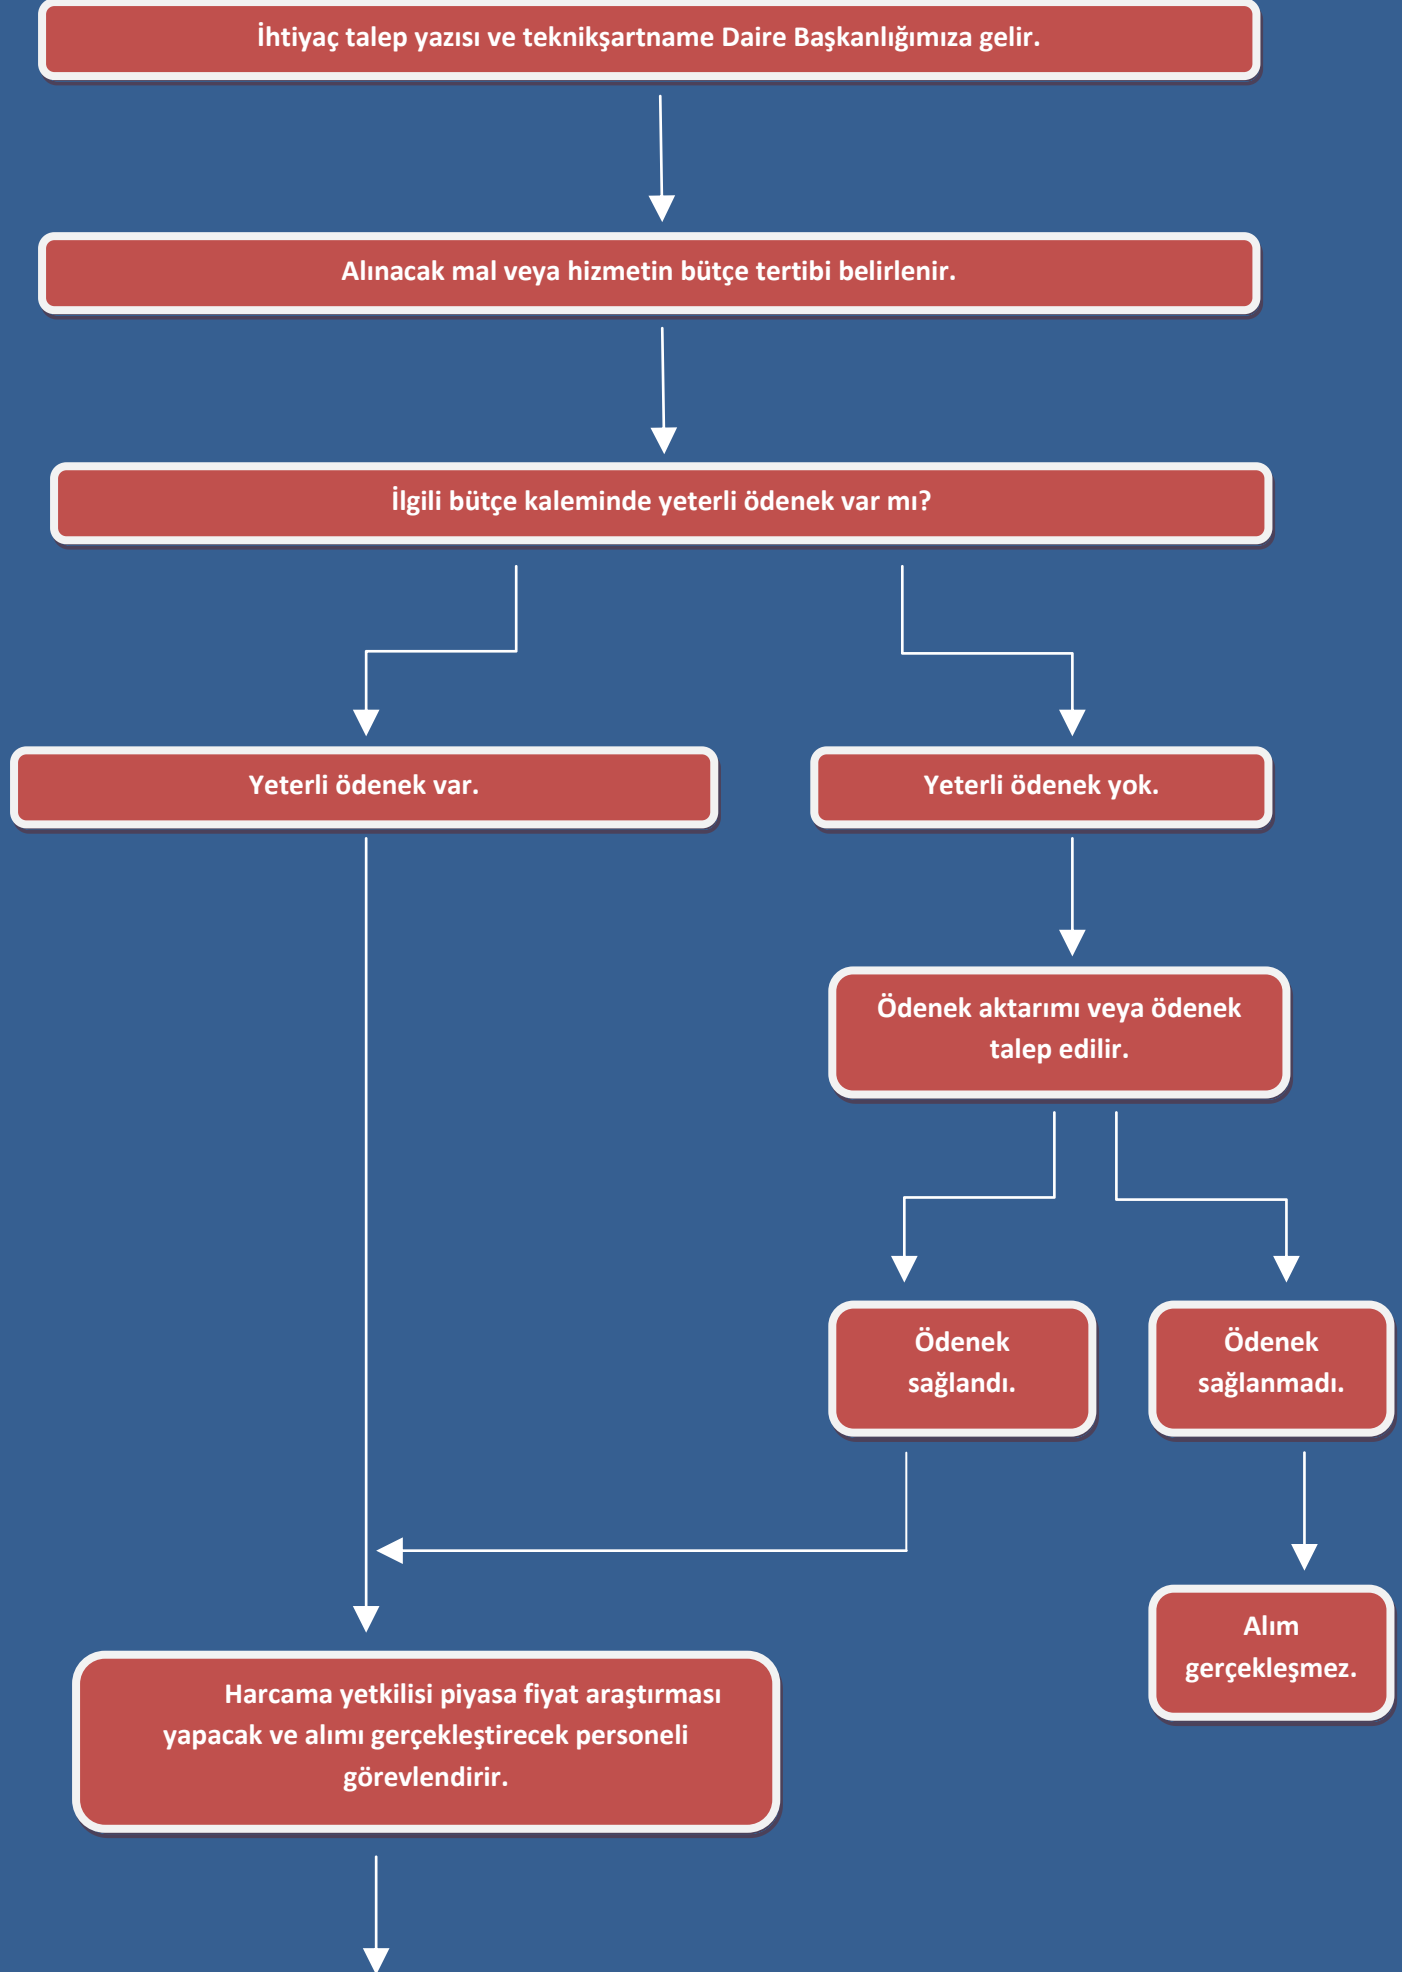 İhtiyaç talep yazısı ve teknikşartname Daire Başkanlığımıza gelir.
Alınacak mal veya hizmetin bütçe tertibi belirlenir.
İlgili bütçe kaleminde yeterli ödenek var mı?
Yeterli ödenek var.
Yeterli ödenek yok.
Ödenek aktarımı veya ödenek
talep edilir.
Ödenek
sağlandı.
Ödenek
sağlanmadı.
Alım
gerçekleşmez.
Harcama yetkilisi piyasa fiyat araştırması
yapacak ve alımı gerçekleştirecek personeli
görevlendirir.